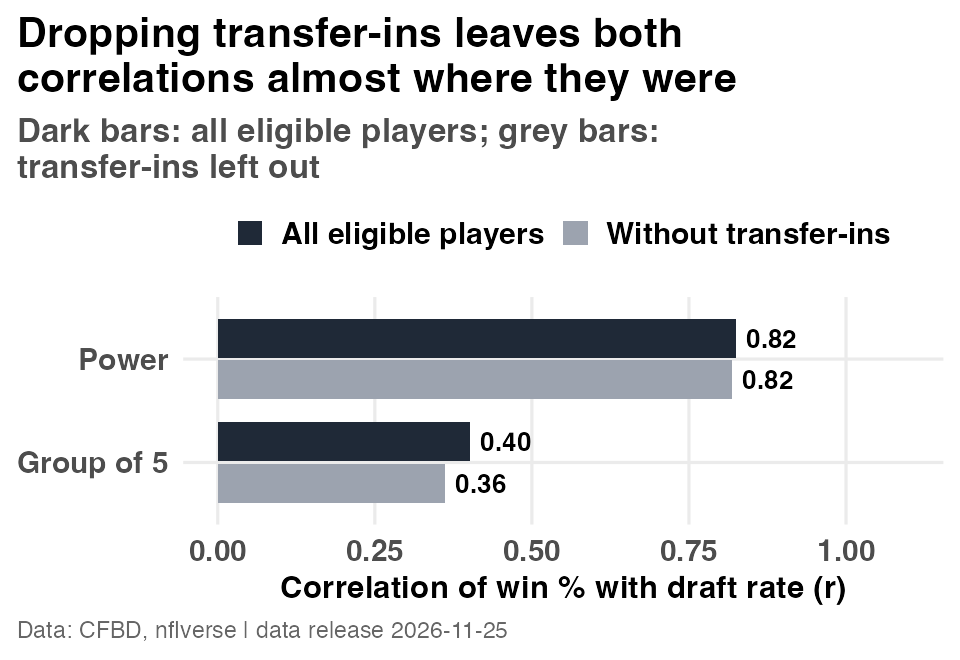 Dropping transfer-ins leaves both
correlations almost where they were
Dark bars: all eligible players; grey bars:
transfer-ins left out
All eligible players
Without transfer-ins
Power
0.82
0.82
Group of 5
0.40
0.36
0.00 0.25 0.50 0.75 1.00
Correlation of win % with draft rate (r)
Data: CFBD, nflverse | data release 2026-11-25